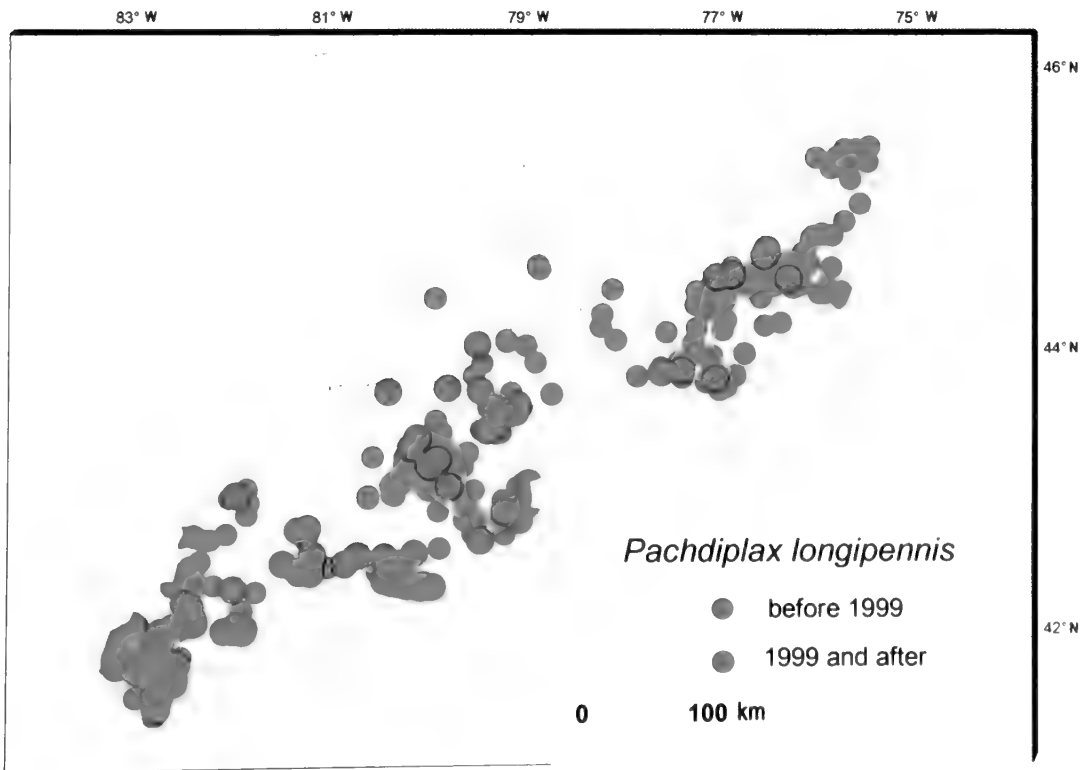 83° W 81° W 79° W 77° W 75° W
46° N
44° N
Pachdiplax longipennis
before 1999
42° N
1999 and after
0 100 km